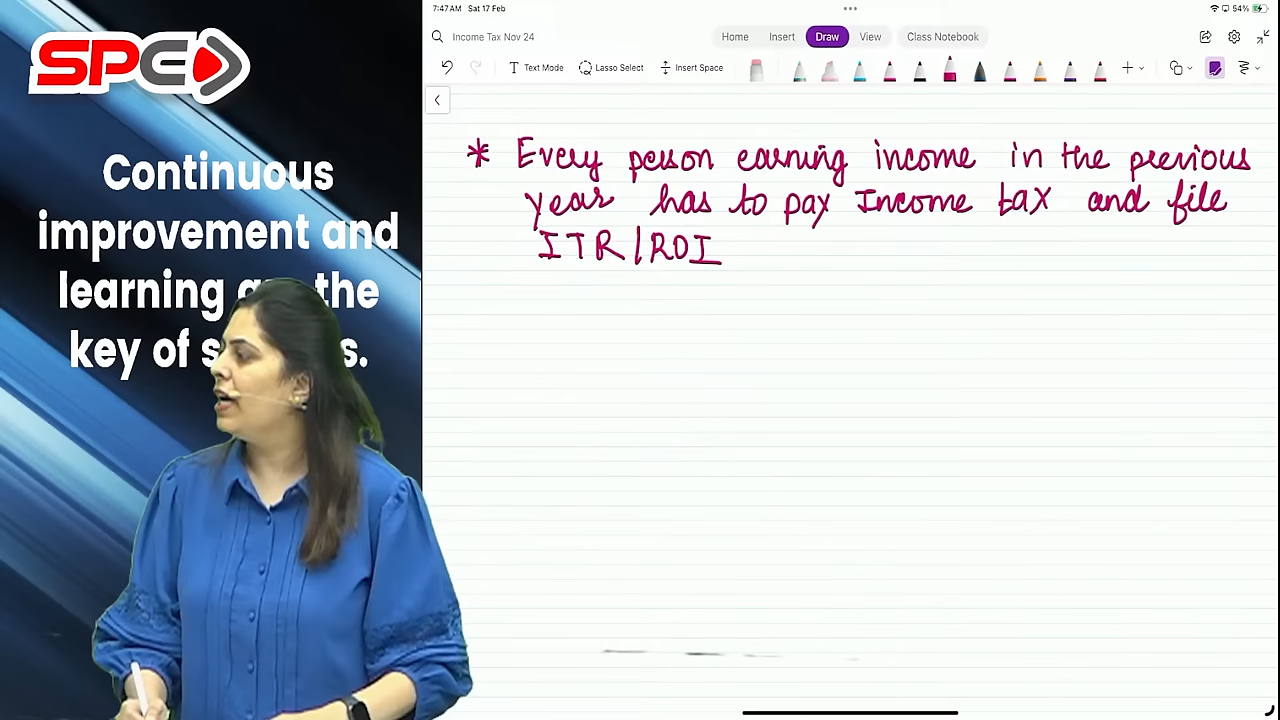 7:47 AM Sat 17 Feb
54%
Income Tax Nov 24
Home Insert Draw View Class Notebook
Text Mode Lasso Select Insert Space
SPC
Continuous
improvement and
learning are the
key of s s.
* Every person earning income in the previous
year has to pay Income tax and file
ITR/ROI